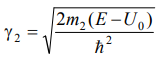 γ₂ = √(2m₂(E − U₀) / ℏ²)